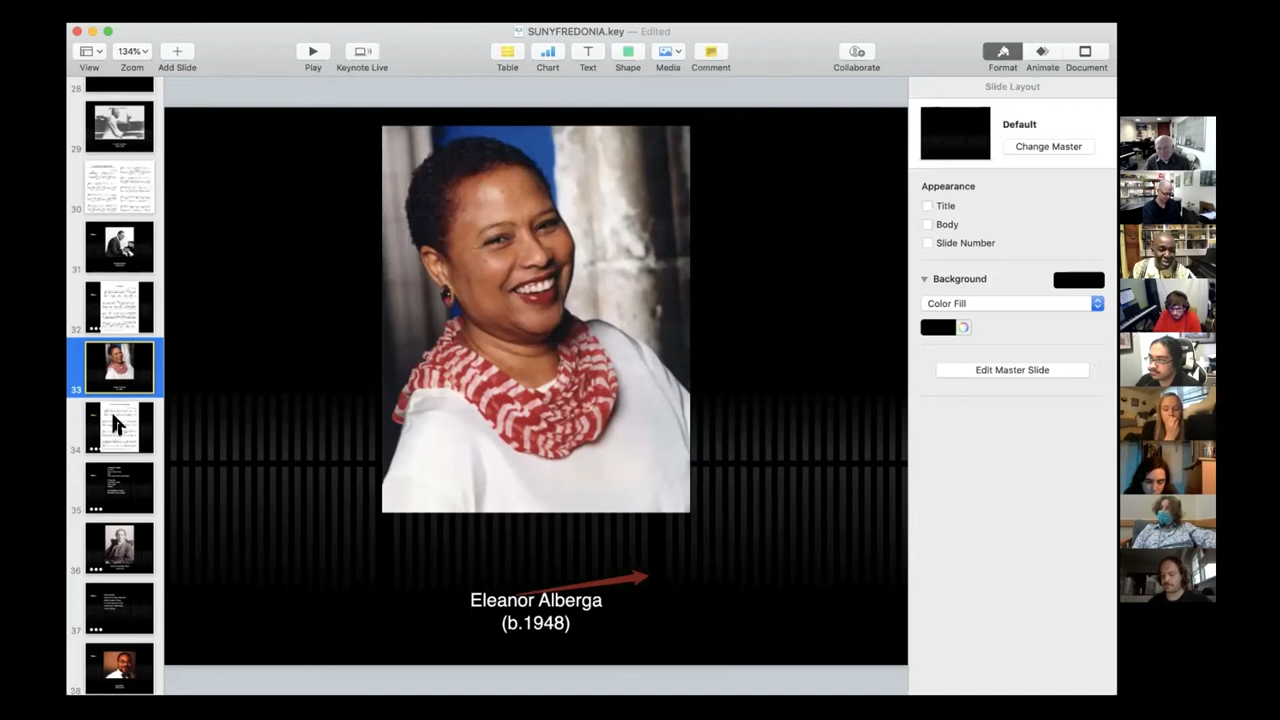 SUNYFREDONIA.key — Edited
134%
View Zoom Add Slide Play Keynote Live Table Chart Text Shape Media Comment Collaborate Format Animate Document
Slide Layout
Default
Change Master
Appearance
Title
Body
Slide Number
Background
Color Fill
Edit Master Slide
28
29
30
31
32
33
34
35
36
37
38
Eleanor Alberga
(b.1948)